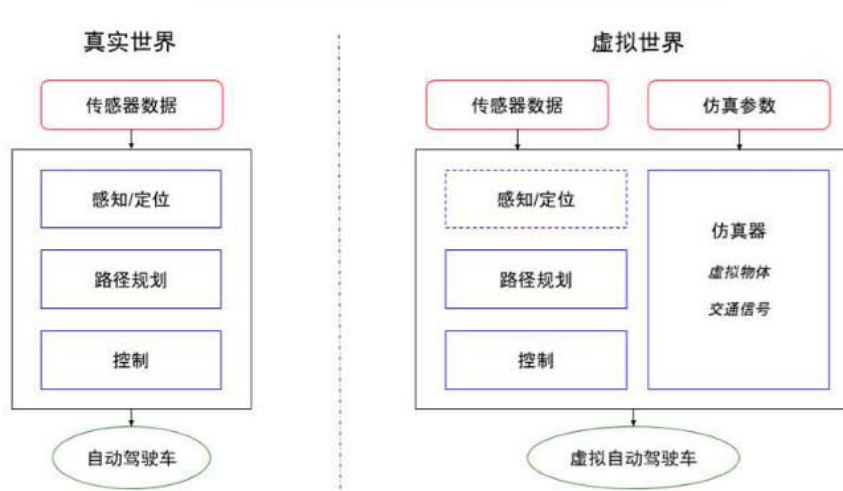 真实世界
传感器数据
感知/定位
路径规划
控制
自动驾驶车
虚拟世界
传感器数据
仿真参数
感知/定位
路径规划
控制
仿真器
虚拟物体
交通信号
虚拟自动驾驶车